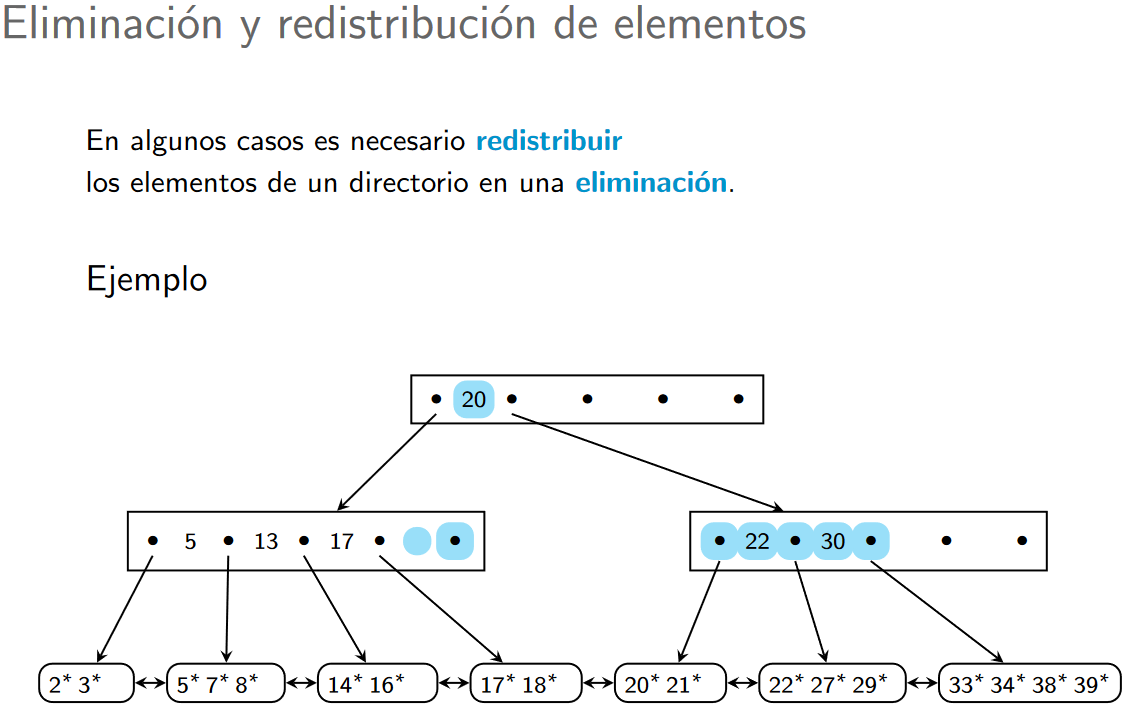 Eliminación y redistribución de elementos
En algunos casos es necesario redistribuir
los elementos de un directorio en una eliminación.
Ejemplo
20
5 13 17
22 30
2* 3* 5* 7* 8* 14* 16* 17* 18* 20* 21* 22* 27* 29* 33* 34* 38* 39*